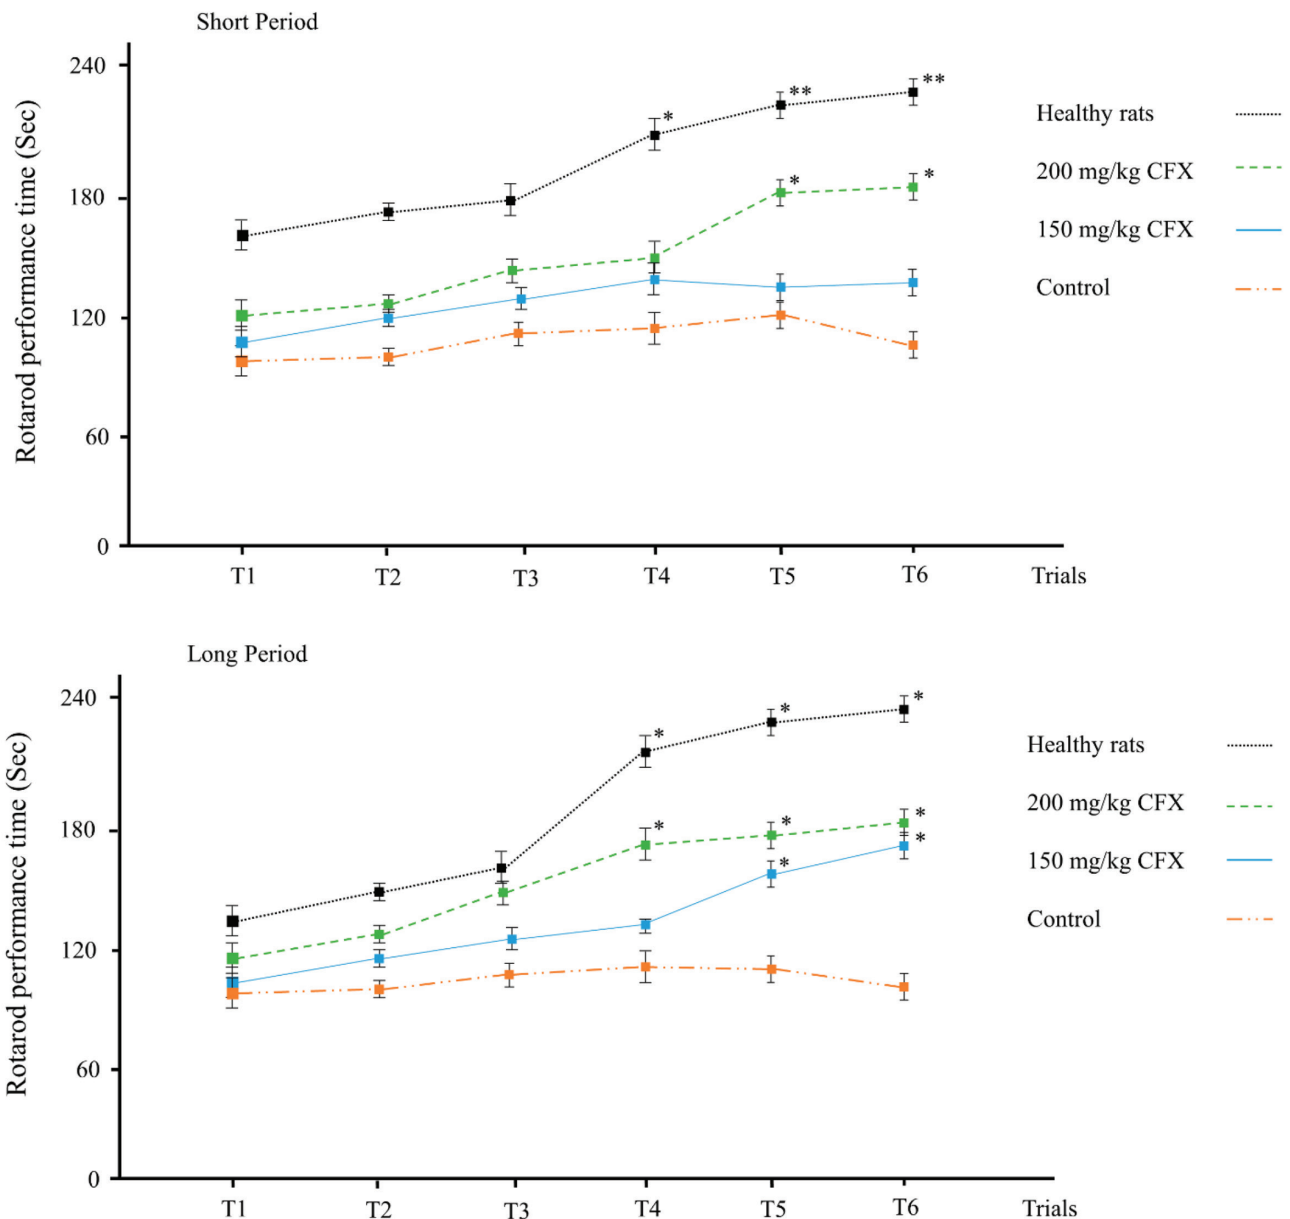 Short Period
Rotarod performance time (Sec)
240
180
120
60
0
*
**
**
*
*
T1 T2 T3 T4 T5 T6 Trials
Healthy rats
200 mg/kg CFX
150 mg/kg CFX
Control
Long Period
Rotarod performance time (Sec)
240
180
120
60
0
*
*
*
*
*
*
*
*
T1 T2 T3 T4 T5 T6 Trials
Healthy rats
200 mg/kg CFX
150 mg/kg CFX
Control